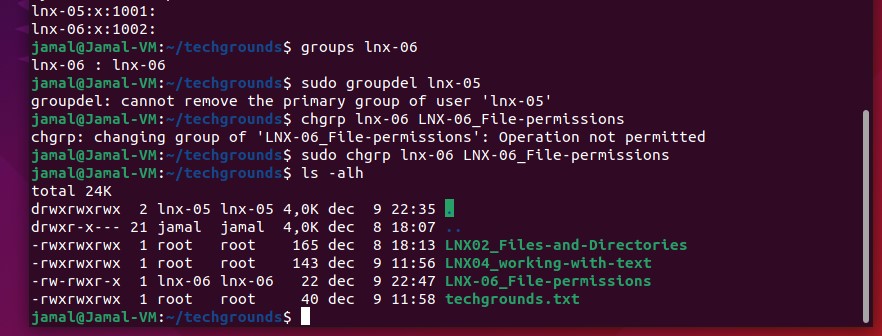 lnx-05:x:1001:
lnx-06:x:1002:
jamal@Jamal-VM:~/techgrounds$ groups lnx-06
lnx-06 : lnx-06
jamal@Jamal-VM:~/techgrounds$ sudo groupdel lnx-05
groupdel: cannot remove the primary group of user 'lnx-05'
jamal@Jamal-VM:~/techgrounds$ chgrp lnx-06 LNX-06_File-permissions
chgrp: changing group of 'LNX-06_File-permissions': Operation not permitted
jamal@Jamal-VM:~/techgrounds$ sudo chgrp lnx-06 LNX-06_File-permissions
jamal@Jamal-VM:~/techgrounds$ ls -alh
total 24K
drwxrwxrwx  2 lnx-05 lnx-05 4,0K dec  9 22:35 .
drwxr-x--- 21 jamal  jamal  4,0K dec  8 18:07 ..
-rwxrwxrwx  1 root   root    165 dec  8 18:13 LNX02_Files-and-Directories
-rwxrwxrwx  1 root   root    143 dec  9 11:56 LNX04_working-with-text
-rw-rwxr-x  1 lnx-06 lnx-06   22 dec  9 22:47 LNX-06_File-permissions
-rwxrwxrwx  1 root   root     40 dec  9 11:58 techgrounds.txt
jamal@Jamal-VM:~/techgrounds$